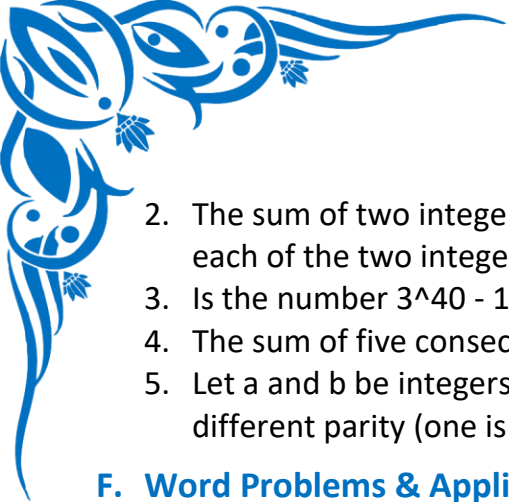 2. The sum of two intege
each of the two intege
3. Is the number 3^40 - 1
4. The sum of five consec
5. Let a and b be integers
different parity (one is
F. Word Problems & Appli